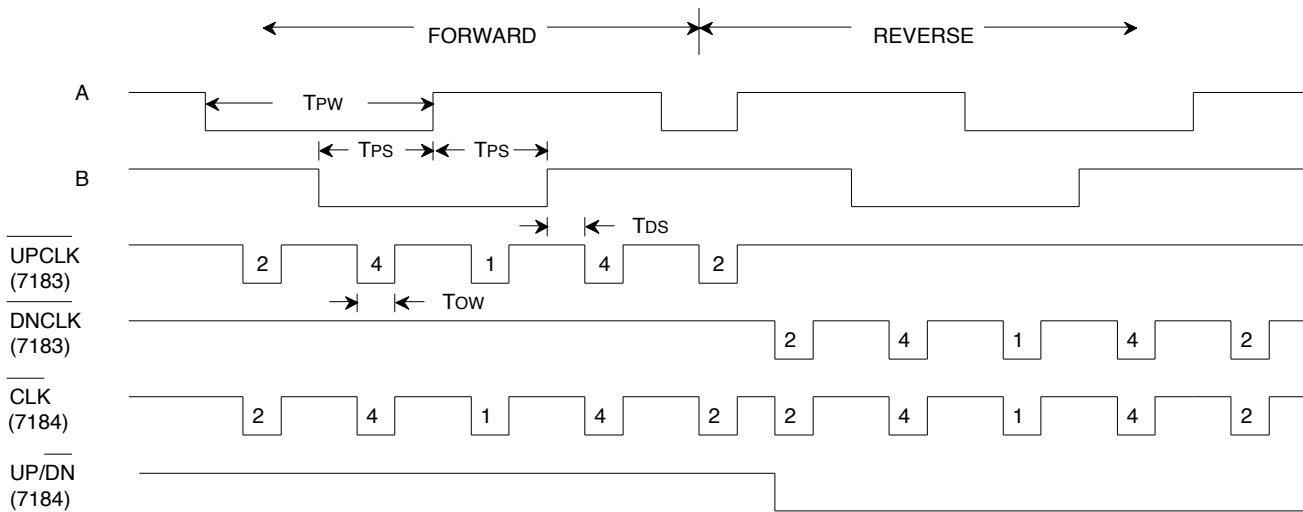 FORWARD REVERSE
A
TPW
TPS TPS
B
TDS
UPCLK
(7183)
2 4 1 4 2
TOW
DNCLK
(7183)
2 4 1 4 2
CLK
(7184)
2 4 1 4 2 2 4 1 4 2
UP/DN
(7184)